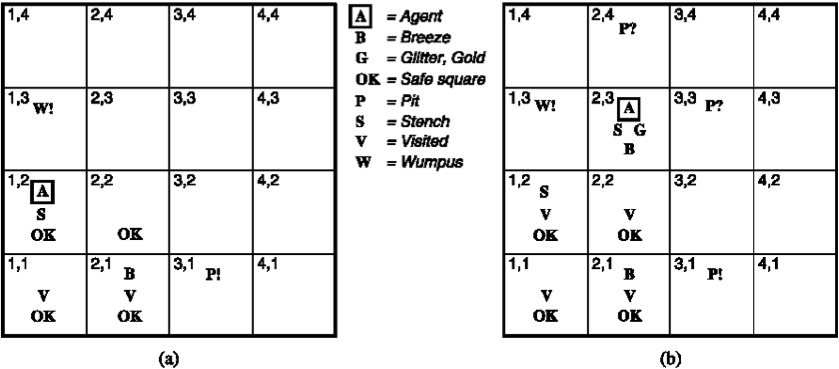 1,4 2,4 3,4 4,4
1,3 W! 2,3 3,3 4,3
1,2 A 2,2 3,2 4,2
S
OK OK
1,1 2,1 B 3,1 P! 4,1
V V
OK OK
(a)
A = Agent
B = Breeze
G = Glitter, Gold
OK = Safe square
P = Pit
S = Stench
V = Visited
W = Wumpus
1,4 2,4 P? 3,4 4,4
1,3 W! 2,3 A 3,3 P? 4,3
S G
B
1,2 S 2,2 3,2 4,2
V V
OK OK
1,1 2,1 B 3,1 P! 4,1
V V
OK OK
(b)